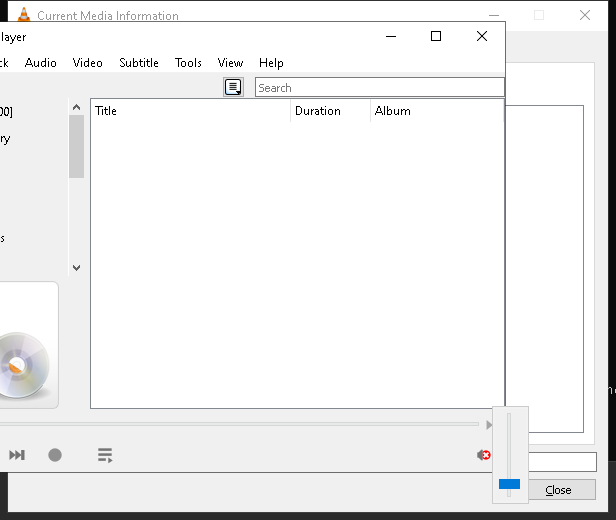 Current Media Information
layer
ck Audio Video Subtitle Tools View Help
Search
00]
Title Duration Album
ry
s
Close